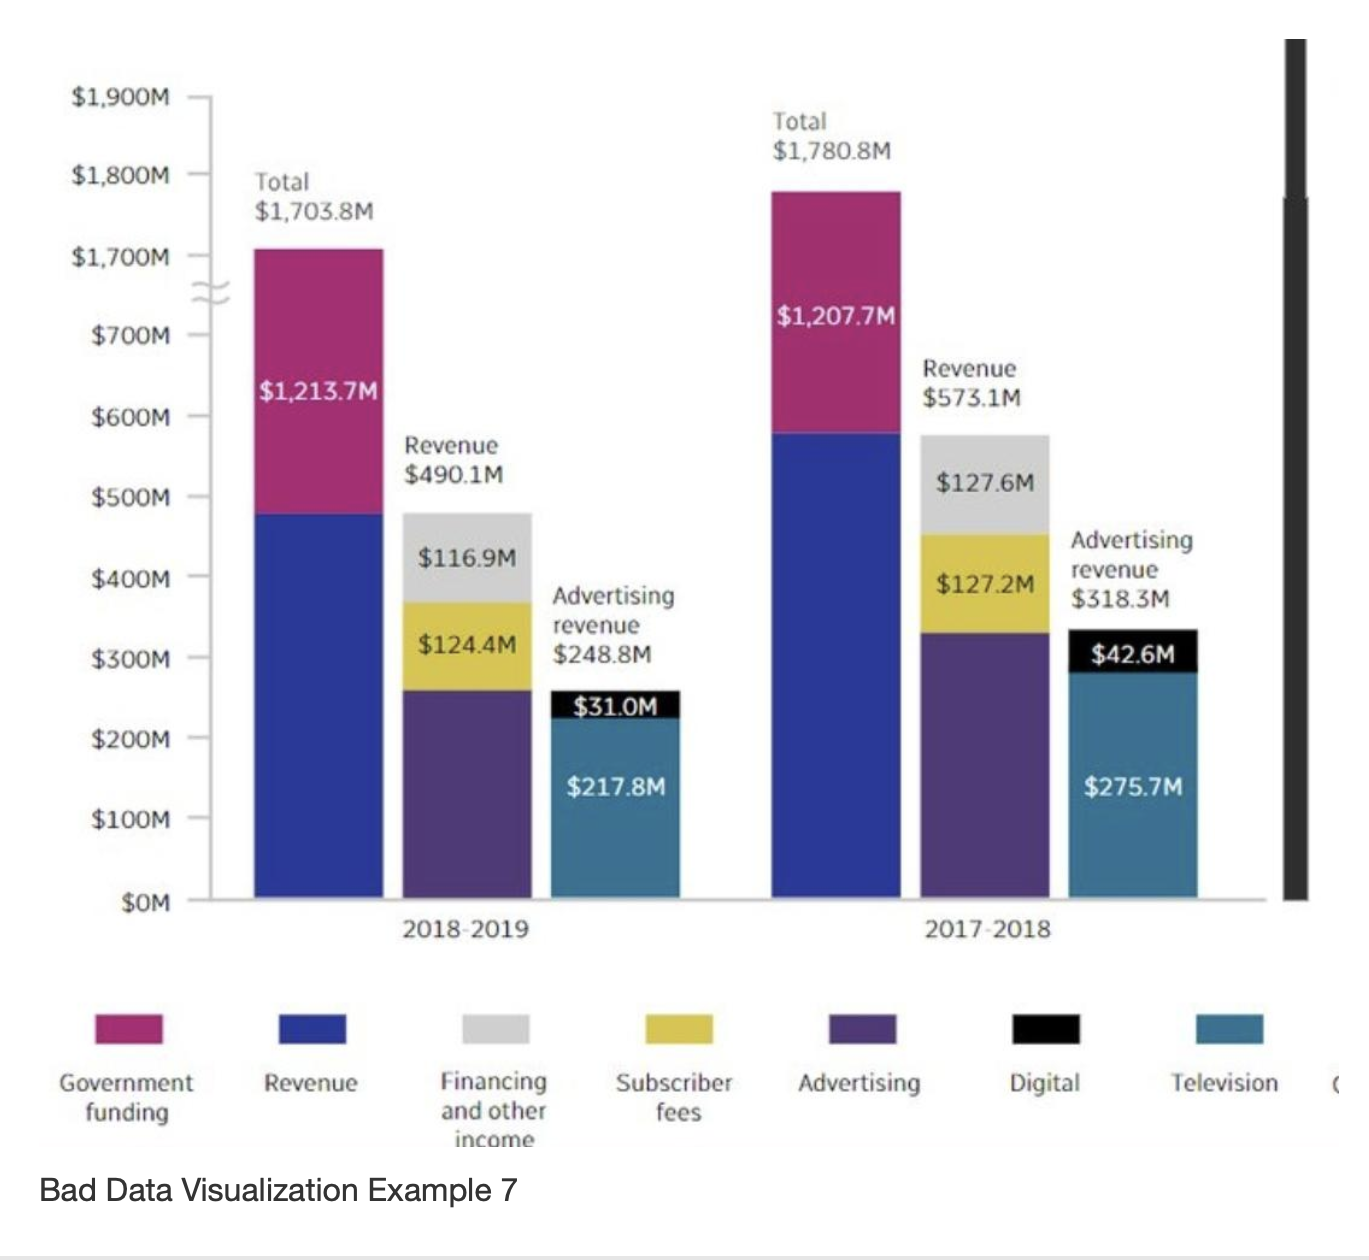 $1,900M
$1,800M
$1,700M
$700M
$600M
$500M
$400M
$300M
$200M
$100M
$0M
Total
$1,703.8M
$1,213.7M
Revenue
$490.1M
$116.9M
$124.4M
Advertising
revenue
$248.8M
$31.0M
$217.8M
2018-2019
Total
$1,780.8M
$1,207.7M
Revenue
$573.1M
$127.6M
$127.2M
Advertising
revenue
$318.3M
$42.6M
$275.7M
2017-2018
Government
funding
Revenue
Financing
and other
income
Subscriber
fees
Advertising
Digital
Television
Bad Data Visualization Example 7